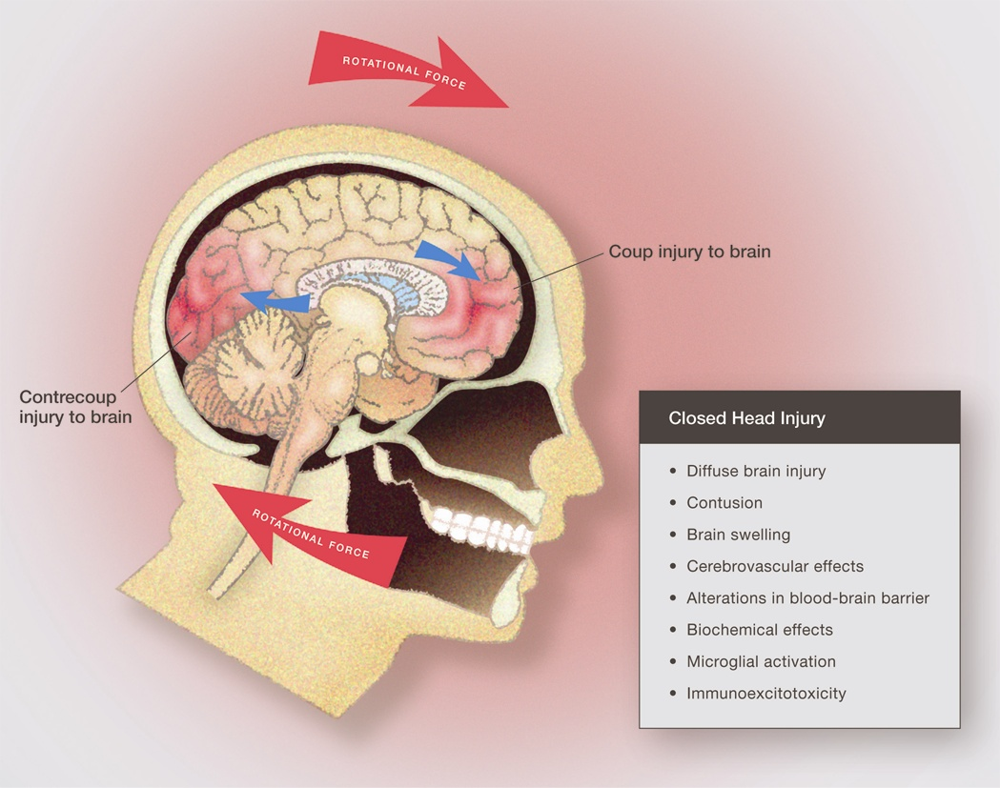 ROTATIONAL FORCE
Coup injury to brain
Contrecoup
injury to brain
ROTATIONAL FORCE
Closed Head Injury
• Diffuse brain injury
• Contusion
• Brain swelling
• Cerebrovascular effects
• Alterations in blood-brain barrier
• Biochemical effects
• Microglial activation
• Immunoexcitotoxicity